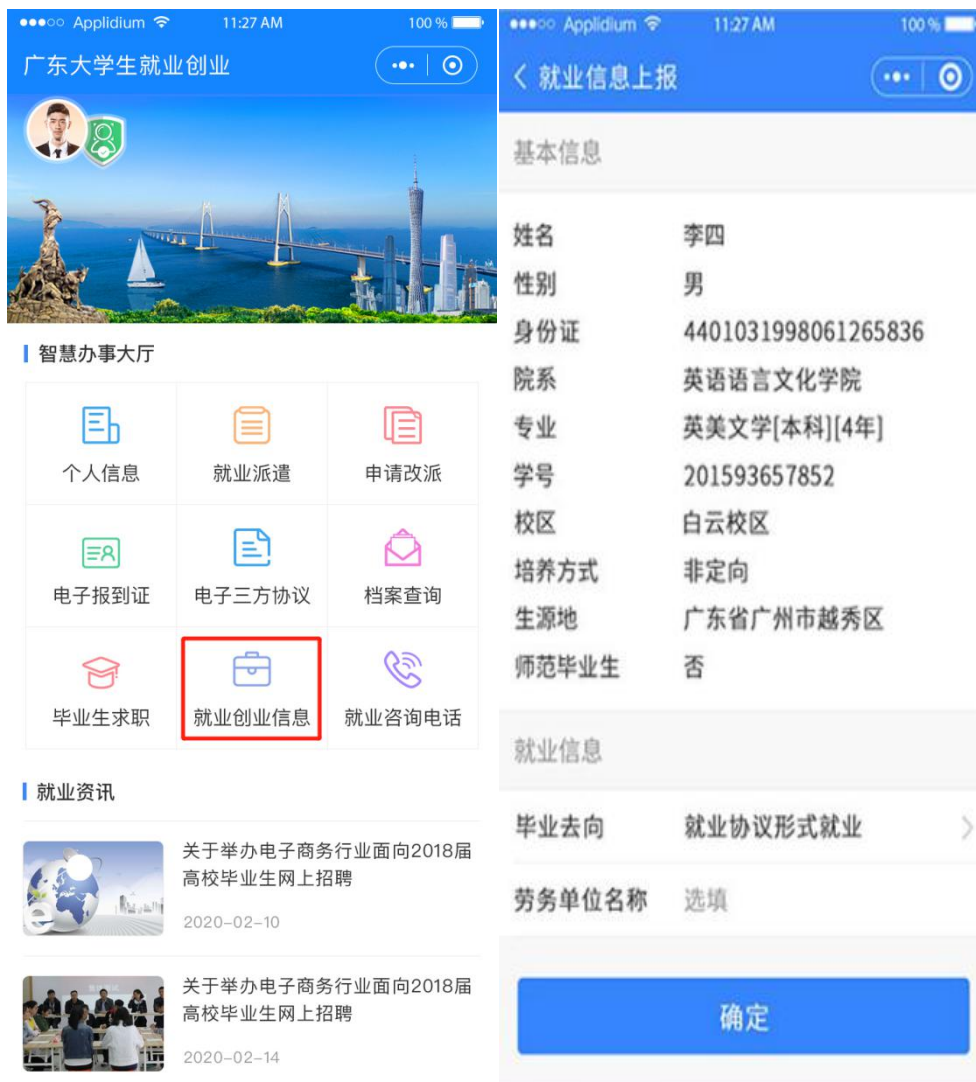 Applidium 11:27 AM 100 %
广东大学生就业创业
智慧办事大厅
个人信息 就业派遣 申请改派
电子报到证 电子三方协议 档案查询
毕业生求职 就业创业信息 就业咨询电话
就业资讯
关于举办电子商务行业面向2018届
高校毕业生网上招聘
2020-02-10
关于举办电子商务行业面向2018届
高校毕业生网上招聘
2020-02-14
Applidium 11:27 AM 100 %
就业信息上报
基本信息
姓名 李四
性别 男
身份证 4401031998061265836
院系 英语语言文化学院
专业 英美文学[本科][4年]
学号 201593657852
校区 白云校区
培养方式 非定向
生源地 广东省广州市越秀区
师范毕业生 否
就业信息
毕业去向 就业协议形式就业
劳务单位名称 选填
确定